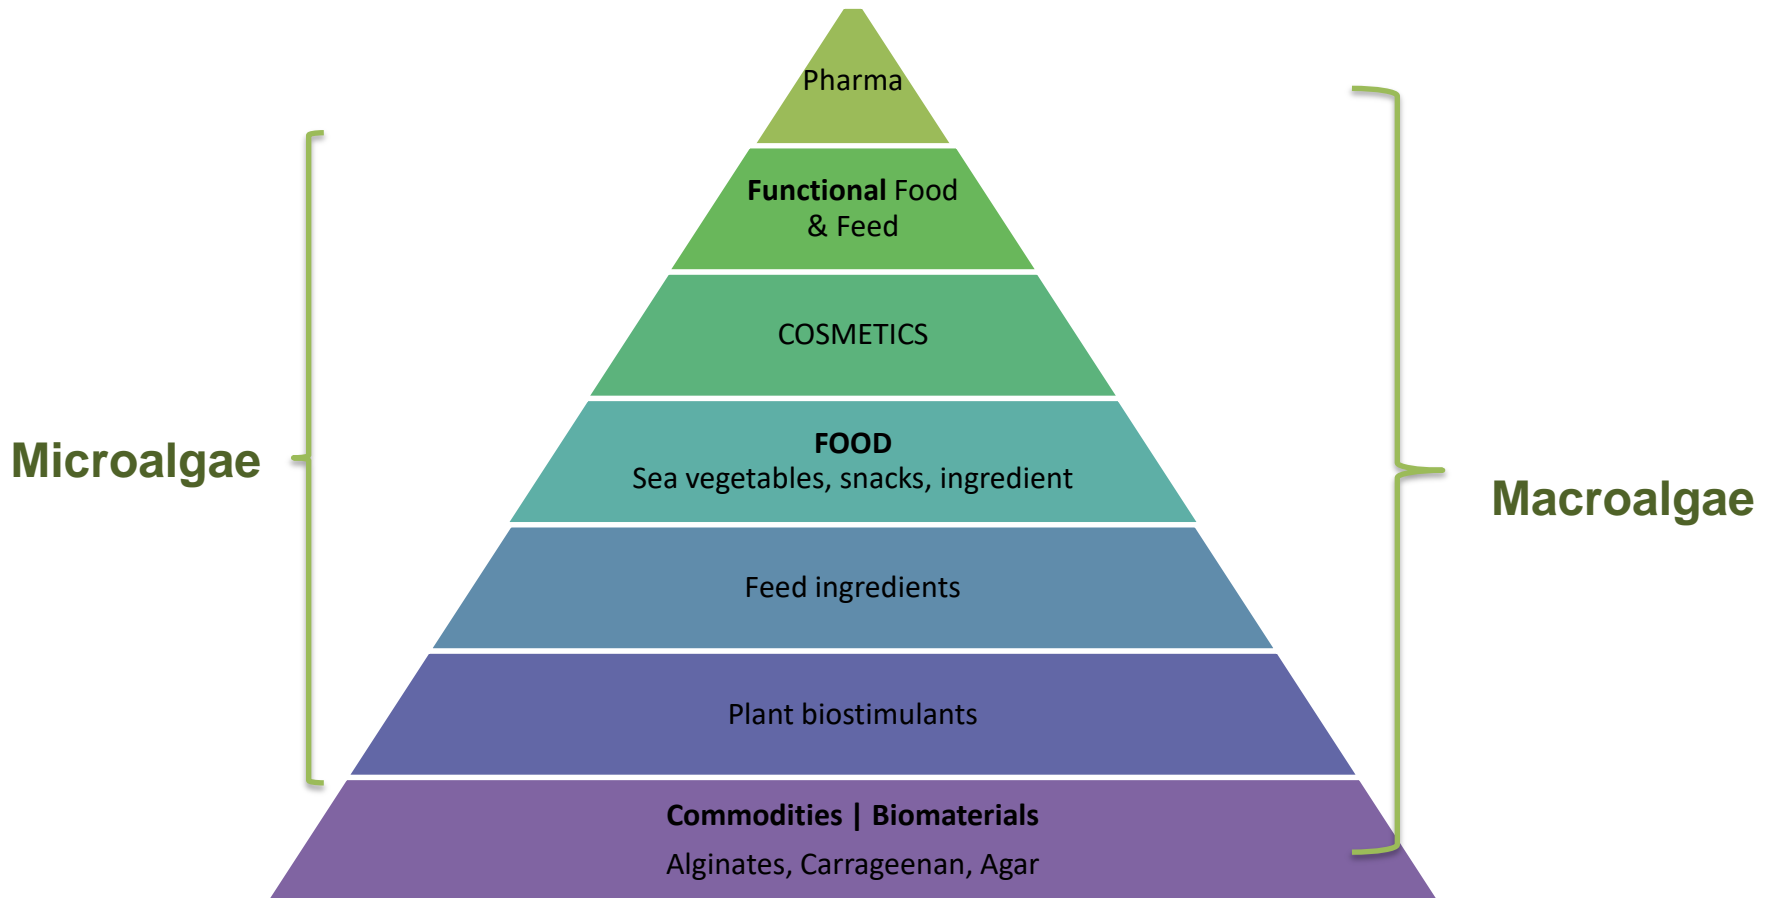 Pharma
Functional Food
& Feed
COSMETICS
FOOD
Sea vegetables, snacks, ingredient
Microalgae
Macroalgae
Feed ingredients
Plant biostimulants
Commodities | Biomaterials
Alginates, Carrageenan, Agar